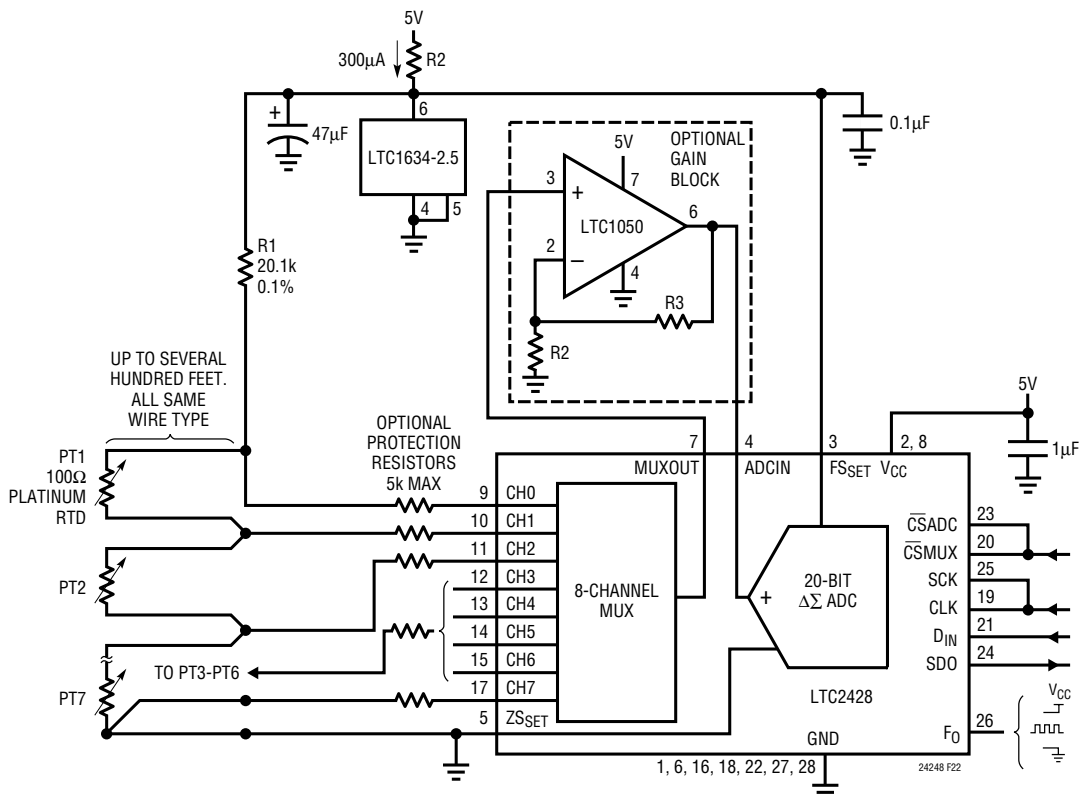 5V
300µA
R2
6
+
47µF
LTC1634-2.5
4
5
0.1µF
OPTIONAL
GAIN
BLOCK
5V
7
3
+
LTC1050
6
2
–
4
R3
R2
R1
20.1k
0.1%
UP TO SEVERAL
HUNDRED FEET.
ALL SAME
WIRE TYPE
OPTIONAL
PROTECTION
RESISTORS
5k MAX
5V
1µF
7
4
3
2, 8
MUXOUT
ADCIN
FSSET
VCC
PT1
100Ω
PLATINUM
RTD
PT2
PT7
TO PT3-PT6
9
CH0
10
CH1
11
CH2
12
CH3
13
CH4
14
CH5
15
CH6
17
CH7
5
ZSSET
8-CHANNEL
MUX
+
20-BIT
ΔΣ ADC
LTC2428
C̅S̅ADC
23
C̅S̅MUX
20
SCK
25
CLK
19
DIN
21
SDO
24
FO
26
VCC
GND
1, 6, 16, 18, 22, 27, 28
24248 F22